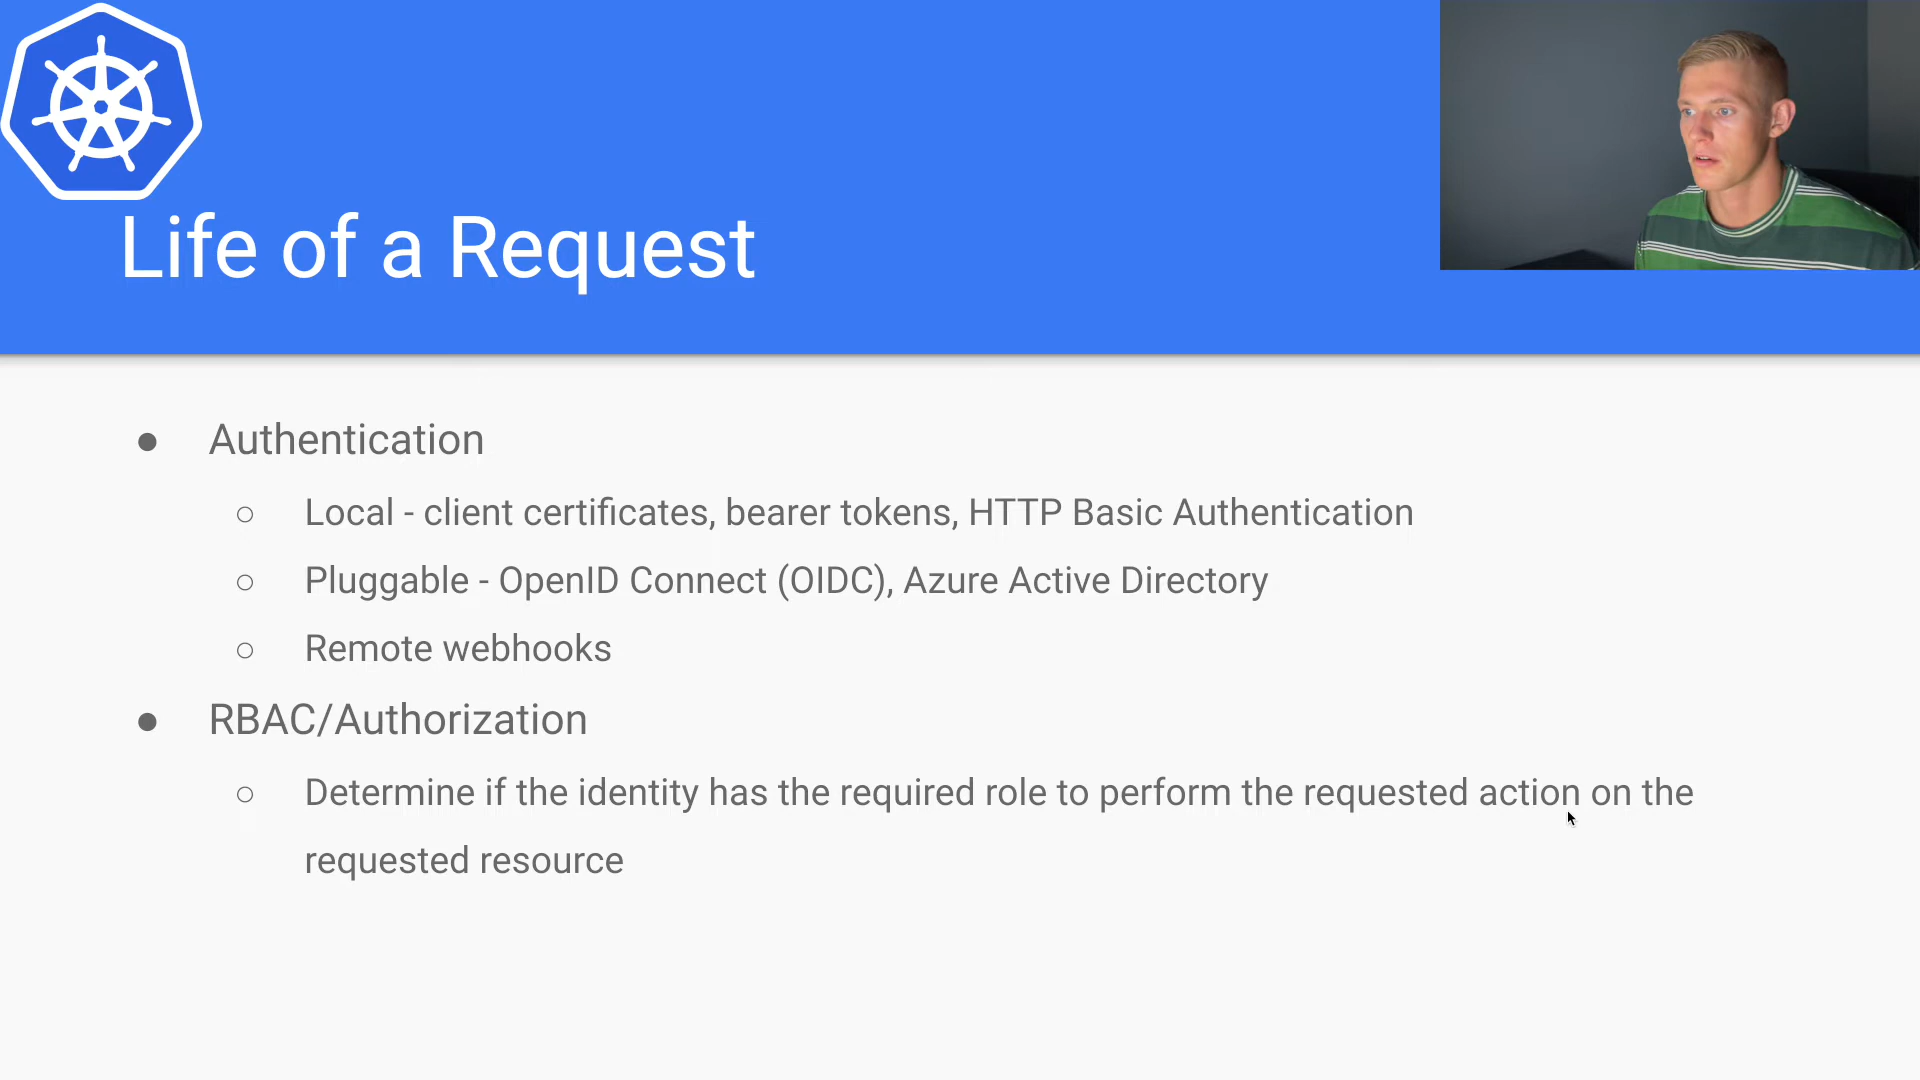 Life of a Request
● Authentication
○ Local - client certificates, bearer tokens, HTTP Basic Authentication
○ Pluggable - OpenID Connect (OIDC), Azure Active Directory
○ Remote webhooks
● RBAC/Authorization
○ Determine if the identity has the required role to perform the requested action on the
requested resource